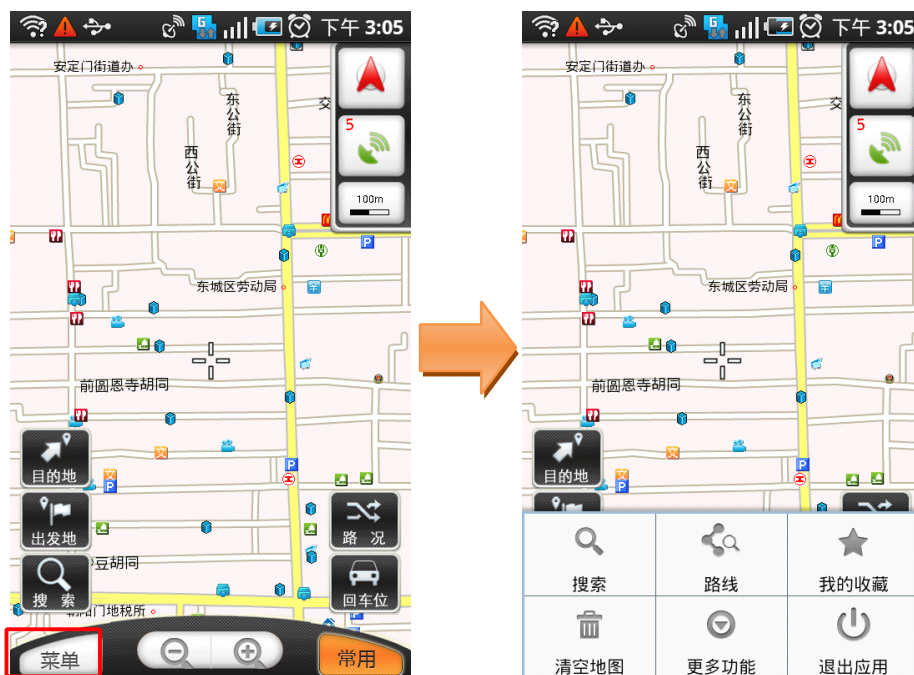 下午 3:05
安定门街道办
东公街
交
5
西公街
100m
P
东城区劳动局
前圆恩寺胡同
文
P
目的地
文
P
出发地
路 况
豆胡同
搜 索
回车位
门地税所
菜单
常用
下午 3:05
安定门街道办
东公街
交
5
西公街
100m
P
东城区劳动局
前圆恩寺胡同
文
P
目的地
文
P
搜索
路线
我的收藏
清空地图
更多功能
退出应用